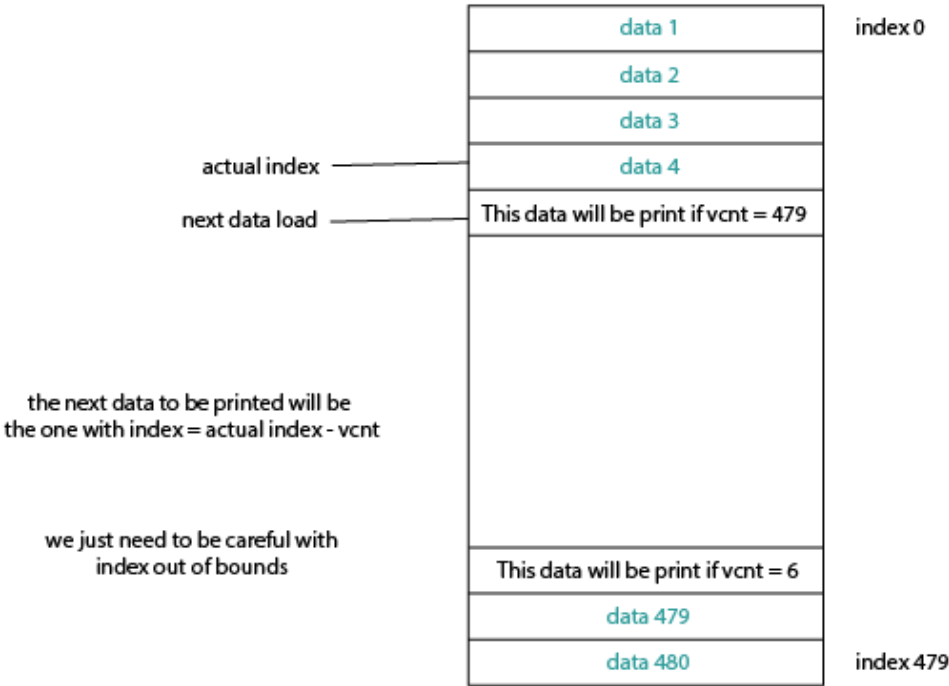 data 1
index 0
data 2
data 3
actual index
data 4
next data load
This data will be print if vcnt = 479
the next data to be printed will be
the one with index = actual index - vcnt
we just need to be careful with
index out of bounds
This data will be print if vcnt = 6
data 479
data 480
index 479